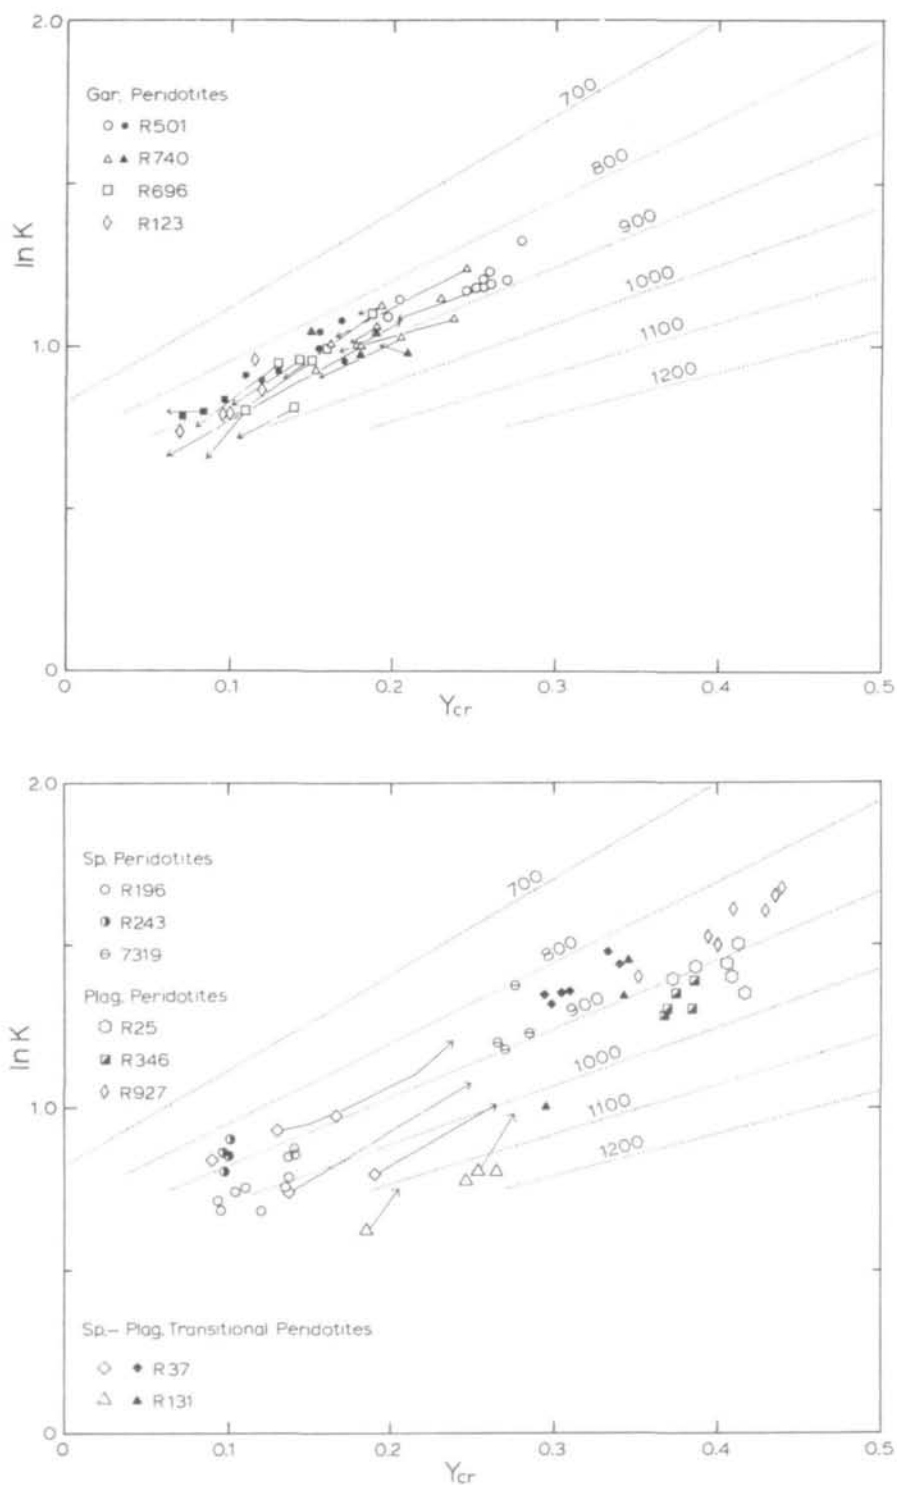 2.0
Gar. Peridotites
R501
R740
R696
R123
700
800
900
1000
1100
1200
ln K
1.0
0
0 0.1 0.2 0.3 0.4 0.5
Ycr
2.0
Sp. Peridotites
R196
R243
7319
Plag. Peridotites
R25
R346
R927
700
800
900
1000
1100
1200
ln K
1.0
Sp.– Plag. Transitional Peridotites
R37
R131
0
0 0.1 0.2 0.3 0.4 0.5
Ycr